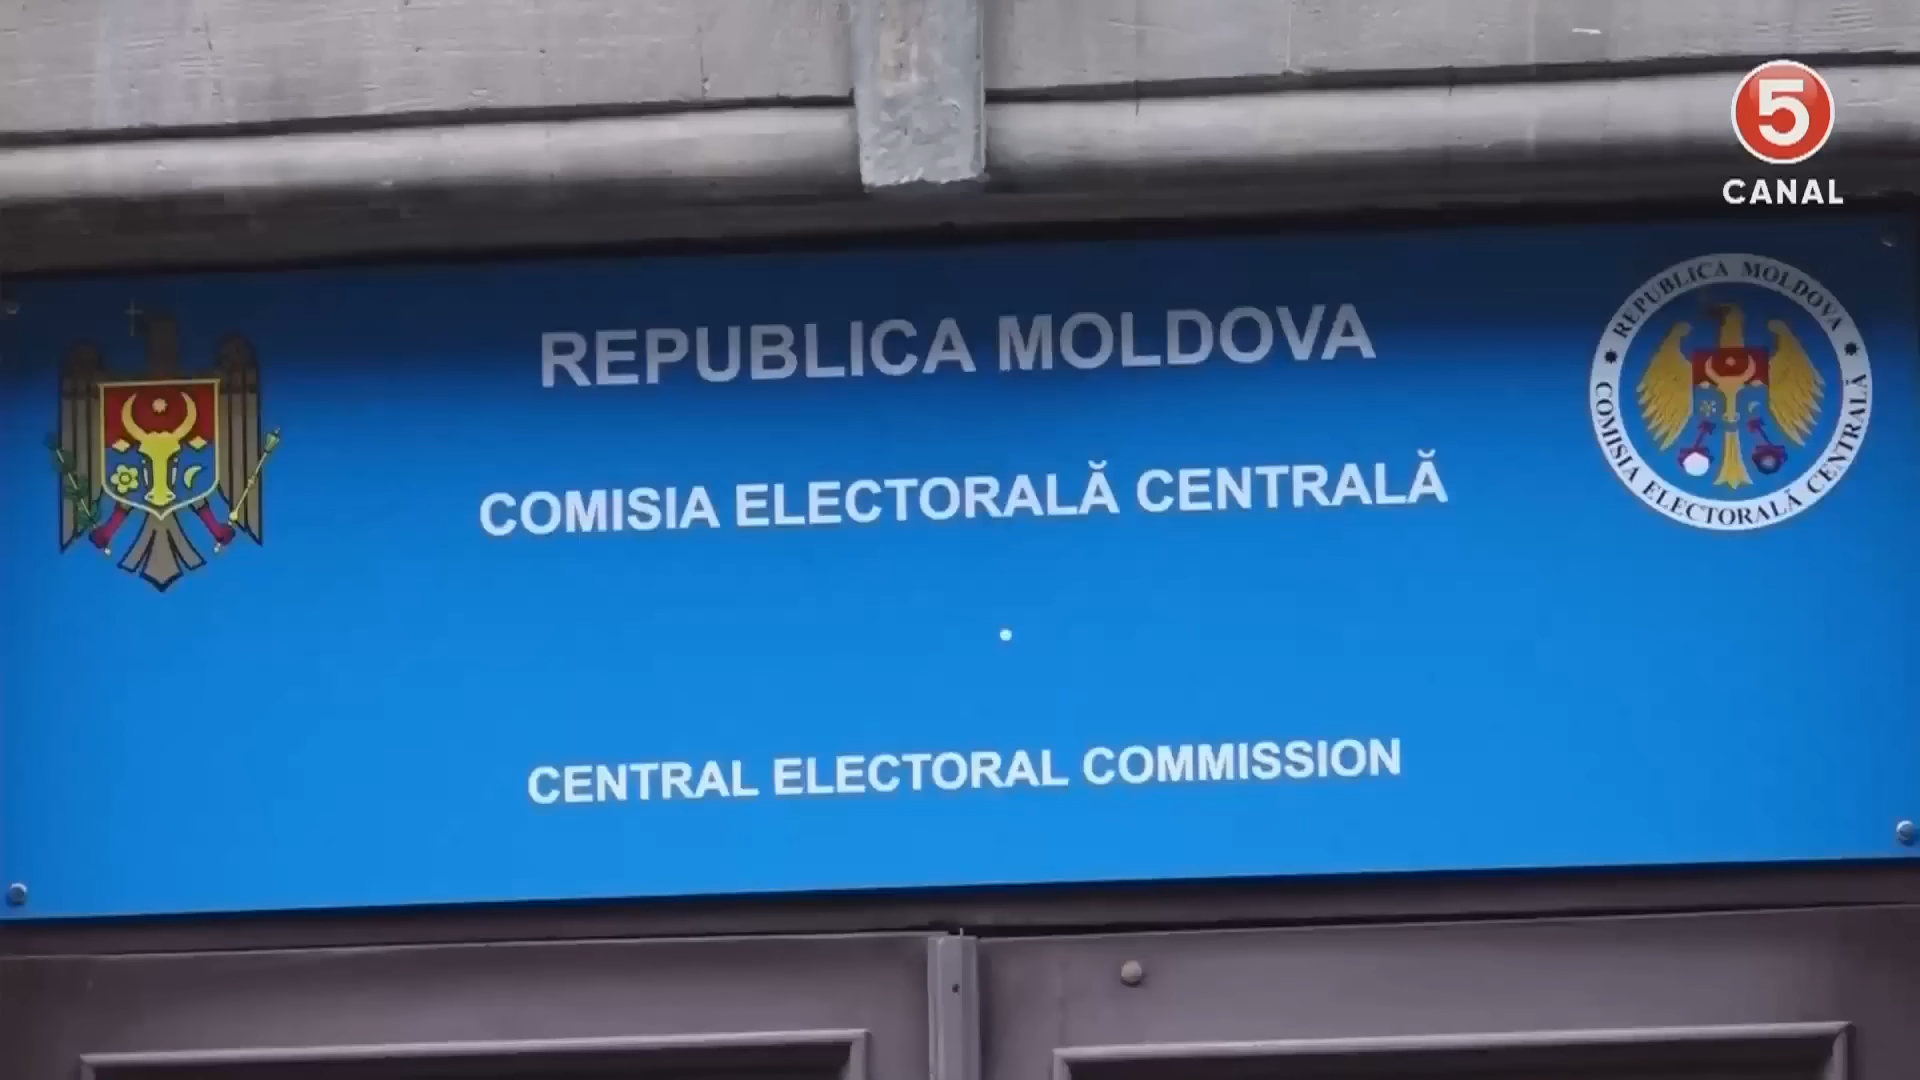 5
CANAL
REPUBLICA MOLDOVA
COMISIA ELECTORALĂ CENTRALĂ
CENTRAL ELECTORAL COMMISSION
REPUBLICA MOLDOVA
COMISIA ELECTORALĂ CENTRALĂ